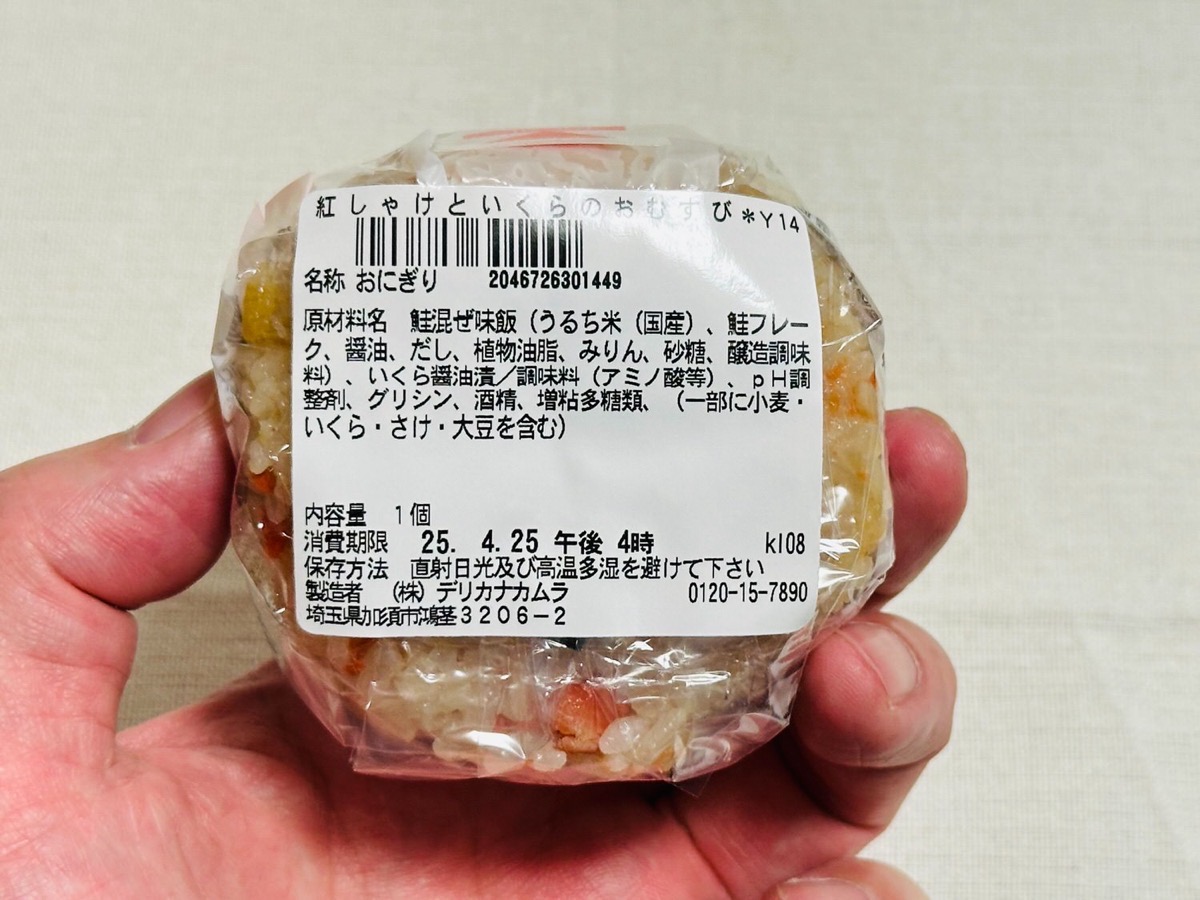 紅しゃけといくらのおむすび*Y14
名称 おにぎり 2046726301449
原材料名 鮭混ぜ味飯（うるち米（国産）、鮭フレー
ク、醤油、だし、植物油脂、みりん、砂糖、醸造調味
料）、いくら醤油漬／調味料（アミノ酸等）、ｐＨ調
整剤、グリシン、酒精、増粘多糖類、（一部に小麦・
いくら・さけ・大豆を含む）
内容量 1個
消費期限 25. 4.25 午後 4時 kl08
保存方法 直射日光及び高温多湿を避けて下さい
製造者 （株）デリカナカムラ 0120-15-7890
埼玉県加須市鴻茎３２０６−２